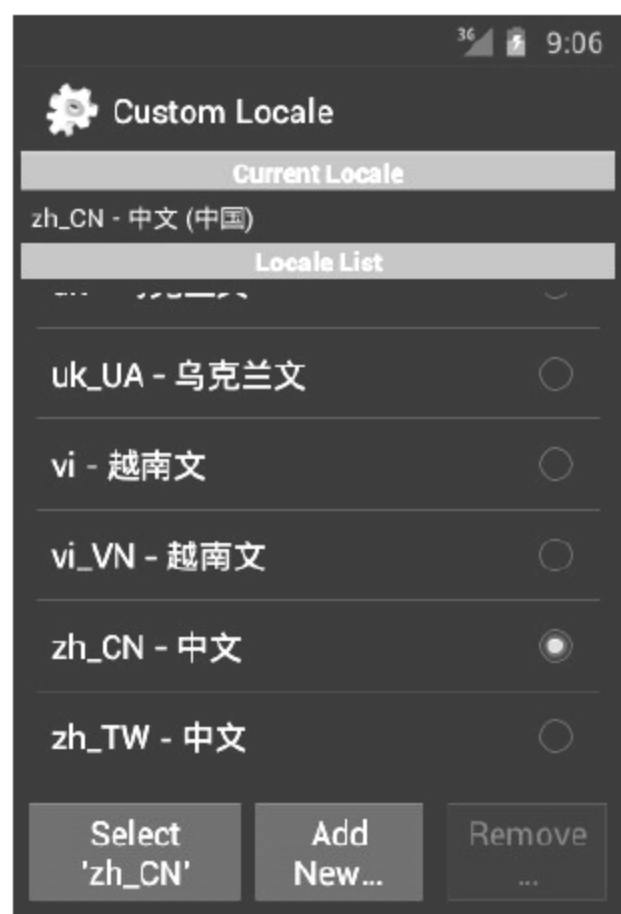 3G 9:06
Custom Locale
Current Locale
zh_CN - 中文 (中国)
Locale List
uk_UA - 乌克兰文
vi - 越南文
vi_VN - 越南文
zh_CN - 中文
zh_TW - 中文
Select
'zh_CN'
Add
New...
Remove
...